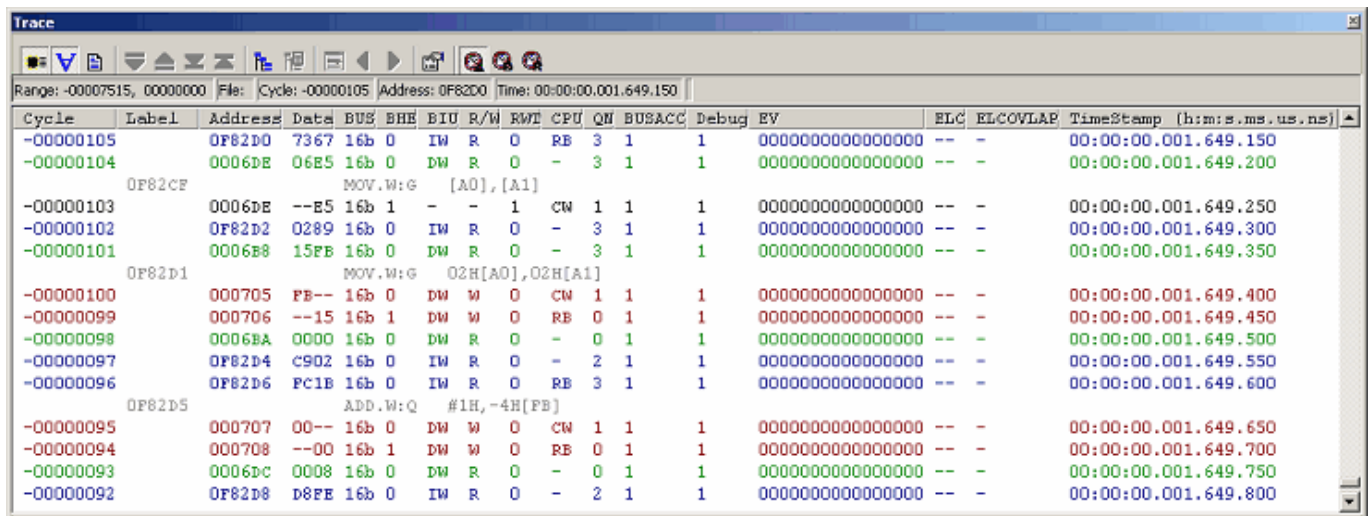 Trace
Range: -00007515, 00000000 File: Cycle: -00000105 Address: 0F82D0 Time: 00:00:00.001.649.150
Cycle Label Address Data BUS BHE BIU R/W RWT CPU QN BUSACC Debug EV ELC ELCOVLAP TimeStamp (h:m:s.ms.us.ns)
-00000105 0F82D0 7367 16b 0 IW R 0 RB 3 1 1 0000000000000000 -- - 00:00:00.001.649.150
-00000104 0006DE 06E5 16b 0 DW R 0 - 3 1 1 0000000000000000 -- - 00:00:00.001.649.200
0F82CF MOV.W:G [A0],[A1]
-00000103 0006DE --E5 16b 1 - - 1 CW 1 1 1 0000000000000000 -- - 00:00:00.001.649.250
-00000102 0F82D2 0289 16b 0 IW R 0 - 3 1 1 0000000000000000 -- - 00:00:00.001.649.300
-00000101 0006B8 15FB 16b 0 DW R 0 - 3 1 1 0000000000000000 -- - 00:00:00.001.649.350
0F82D1 MOV.W:G 02H[A0],02H[A1]
-00000100 000705 FB-- 16b 0 DW W 0 CW 1 1 1 0000000000000000 -- - 00:00:00.001.649.400
-00000099 000706 --15 16b 1 DW W 0 RB 0 1 1 0000000000000000 -- - 00:00:00.001.649.450
-00000098 0006BA 0000 16b 0 DW R 0 - 0 1 1 0000000000000000 -- - 00:00:00.001.649.500
-00000097 0F82D4 C902 16b 0 IW R 0 - 2 1 1 0000000000000000 -- - 00:00:00.001.649.550
-00000096 0F82D6 FC1B 16b 0 IW R 0 RB 3 1 1 0000000000000000 -- - 00:00:00.001.649.600
0F82D5 ADD.W:Q #1H,-4H[FB]
-00000095 000707 00-- 16b 0 DW W 0 CW 1 1 1 0000000000000000 -- - 00:00:00.001.649.650
-00000094 000708 --00 16b 1 DW W 0 RB 0 1 1 0000000000000000 -- - 00:00:00.001.649.700
-00000093 0006DC 0008 16b 0 DW R 0 - 0 1 1 0000000000000000 -- - 00:00:00.001.649.750
-00000092 0F82D8 D8FE 16b 0 IW R 0 - 2 1 1 0000000000000000 -- - 00:00:00.001.649.800